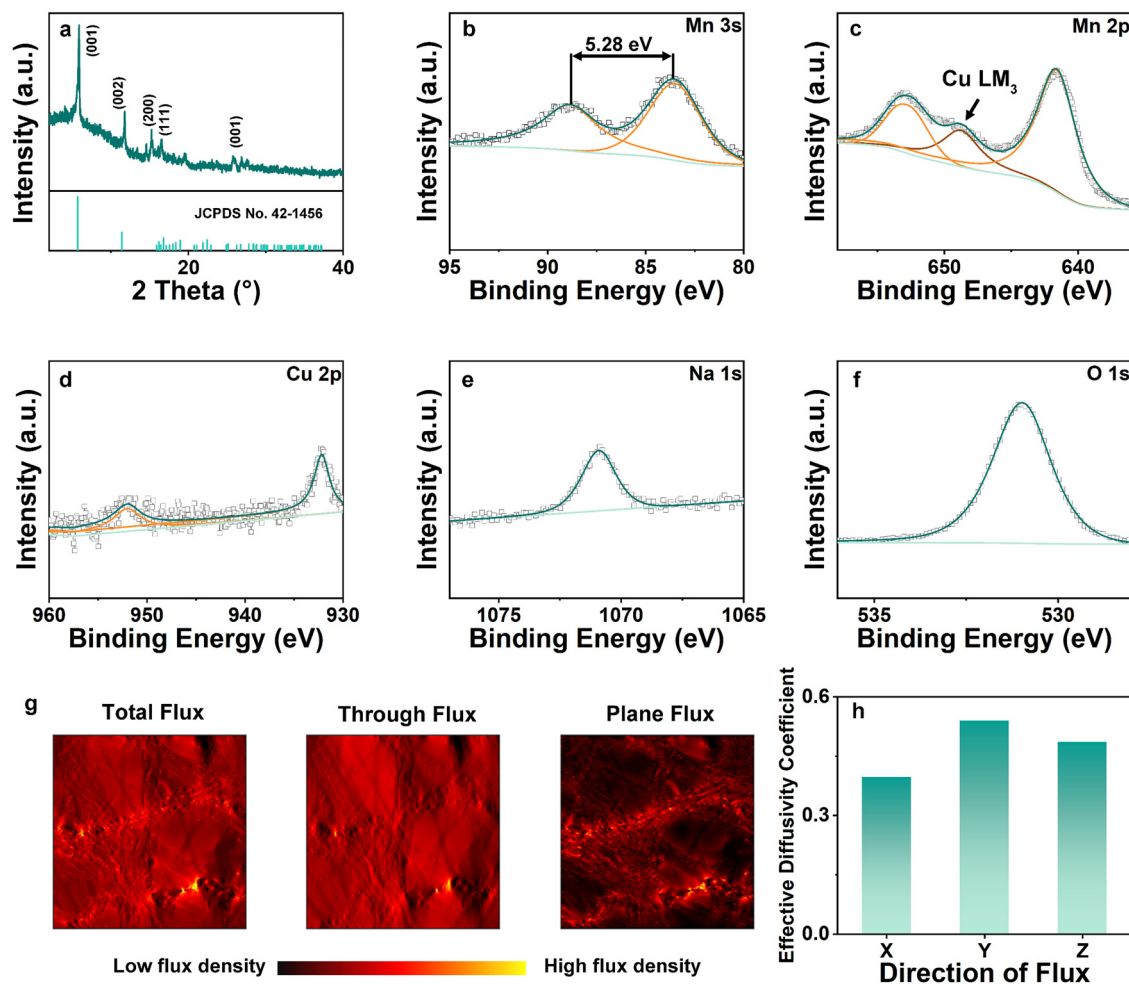 a
(001)
(002)
(200)
(111)
(001)
JCPDS No. 42-1456
Intensity (a.u.)
20
40
2 Theta (°)
b
Mn 3s
5.28 eV
Intensity (a.u.)
95
90
85
80
Binding Energy (eV)
c
Mn 2p
Cu LM₃
Intensity (a.u.)
650
640
Binding Energy (eV)
d
Cu 2p
Intensity (a.u.)
960
950
940
930
Binding Energy (eV)
e
Na 1s
Intensity (a.u.)
1075
1070
1065
Binding Energy (eV)
f
O 1s
Intensity (a.u.)
535
530
Binding Energy (eV)
g
Total Flux
Through Flux
Plane Flux
Low flux density
High flux density
h
Effective Diffusivity Coefficient
0.6
0.3
0.0
X
Y
Z
Direction of Flux